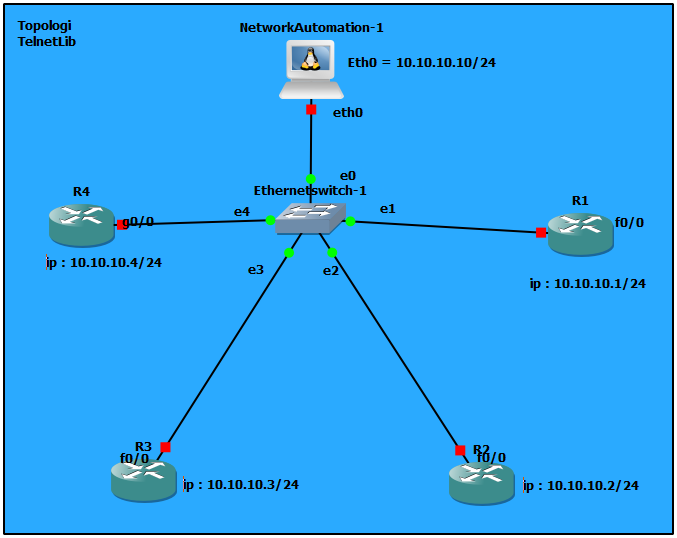 Topologi
TelnetLib
NetworkAutomation-1
Eth0 = 10.10.10.10/24
eth0
e0
Ethernetswitch-1
R4
g0/0
e4
e1
R1
f0/0
ip : 10.10.10.4/24
e3
e2
ip : 10.10.10.1/24
R3
f0/0
ip : 10.10.10.3/24
R2
f0/0
ip : 10.10.10.2/24